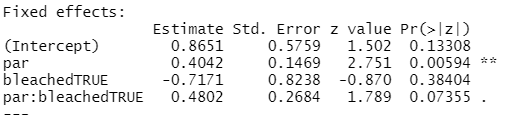 Fixed effects:
Estimate Std. Error z value Pr(>|z|)
(Intercept) 0.8651 0.5759 1.502 0.13308
par 0.4042 0.1469 2.751 0.00594 **
bleachedTRUE -0.7171 0.8238 -0.870 0.38404
par:bleachedTRUE 0.4802 0.2684 1.789 0.07355 .
---